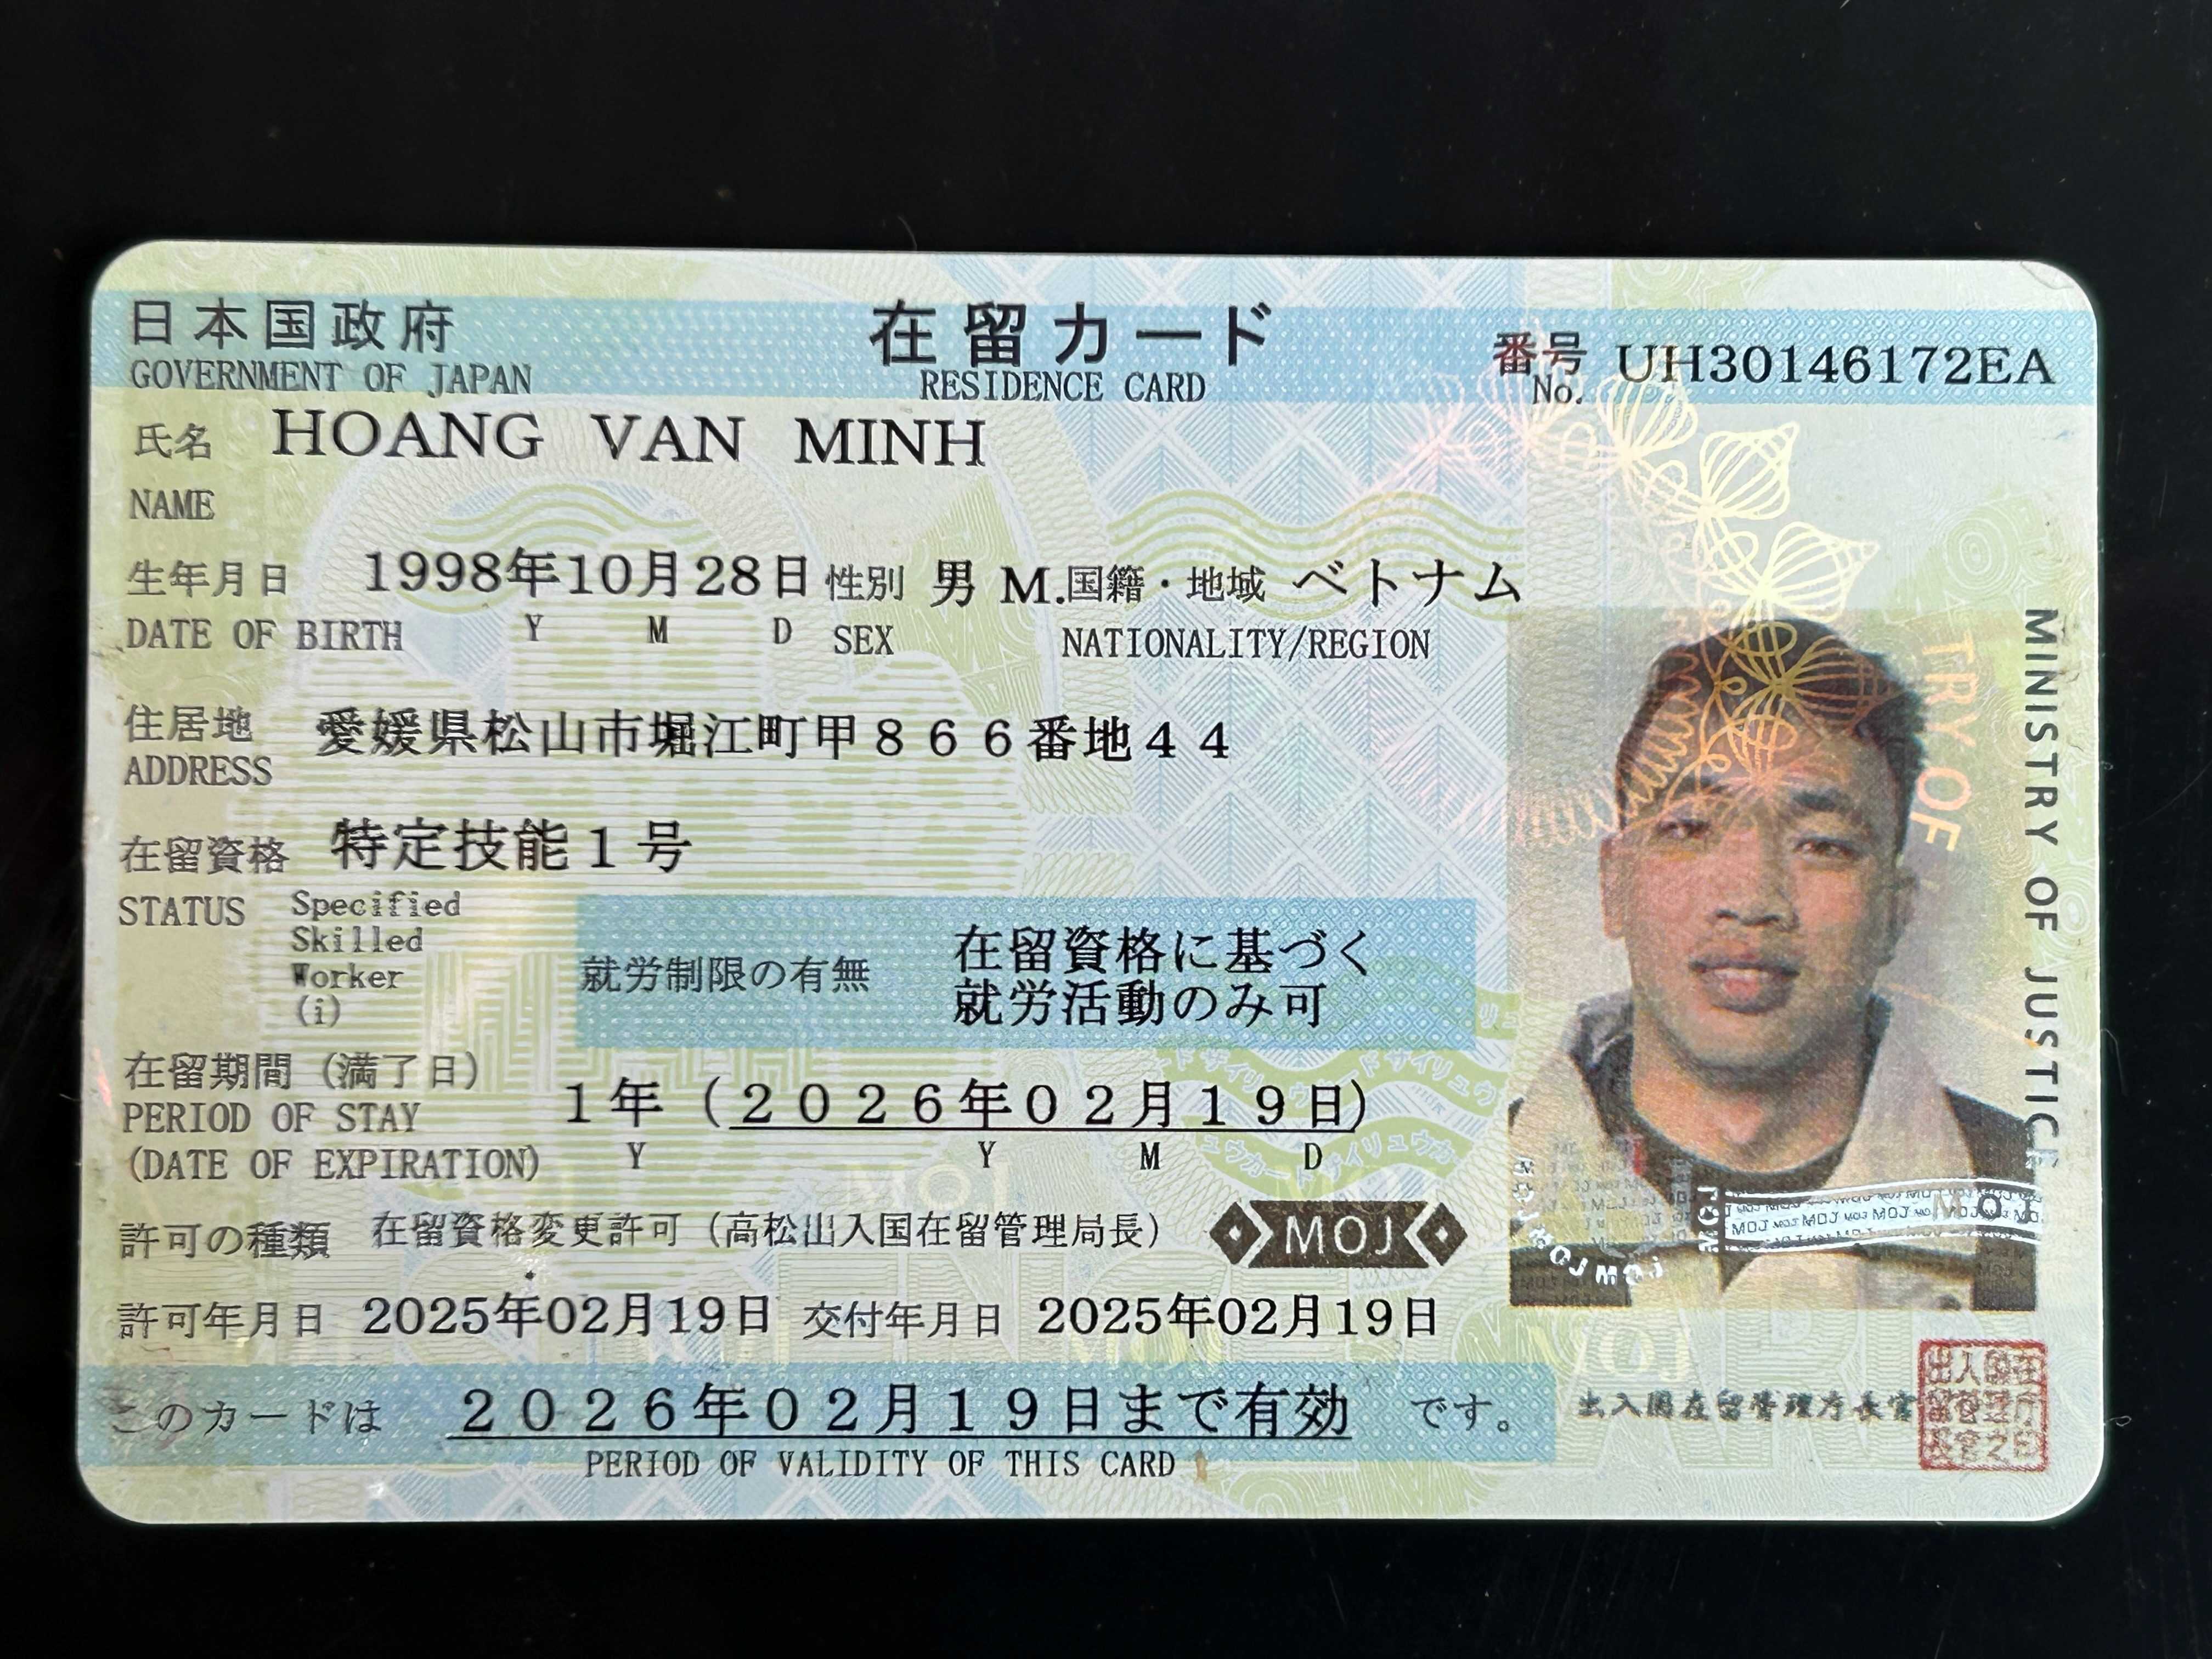 日本国政府 在留カード 番号 UH30146172EA
GOVERNMENT OF JAPAN RESIDENCE CARD No.
氏名 HOANG VAN MINH
NAME
生年月日 1998年10月28日 性別 男 M. 国籍・地域 ベトナム
DATE OF BIRTH Y M D SEX NATIONALITY/REGION
住居地 愛媛県松山市堀江町甲866番地44
ADDRESS
在留資格 特定技能1号
STATUS Specified
Skilled
Worker
(i)
就労制限の有無 在留資格に基づく
就労活動のみ可
在留期間(満了日) 1年(2026年02月19日)
PERIOD OF STAY Y Y M D
(DATE OF EXPIRATION)
許可の種類 在留資格変更許可(高松出入国在留管理局長) MOJ
許可年月日 2025年02月19日 交付年月日 2025年02月19日
このカードは 2026年02月19日まで有効 です。
PERIOD OF VALIDITY OF THIS CARD
出入国在留管理庁長官
MINISTRY OF JUSTICE
TRY OF